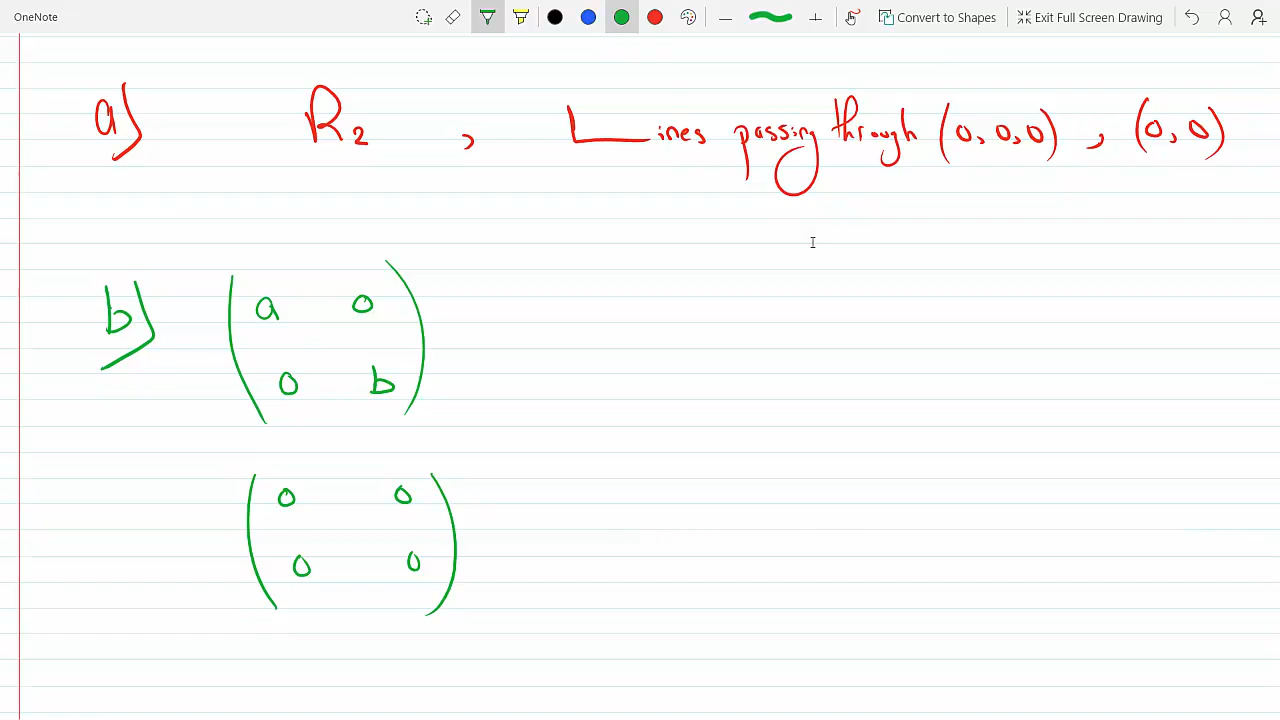 OneNote
Convert to Shapes
Exit Full Screen Drawing
a) R2 , Lines passing through (0,0,0) , (0,0)
b) a 0
0 b
0 0
0 0